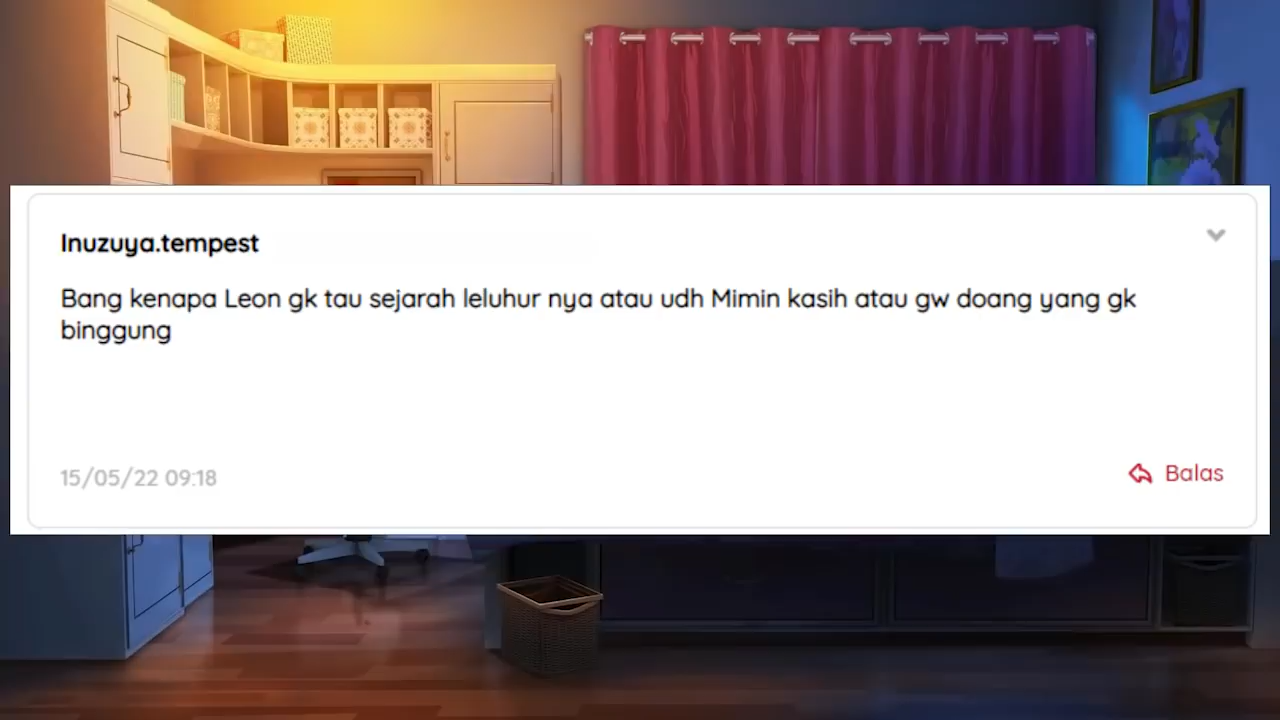 Inuzuya.tempest
Bang kenapa Leon gk tau sejarah leluhur nya atau udh Mimin kasih atau gw doang yang gk
binggung
15/05/22 09:18
Balas